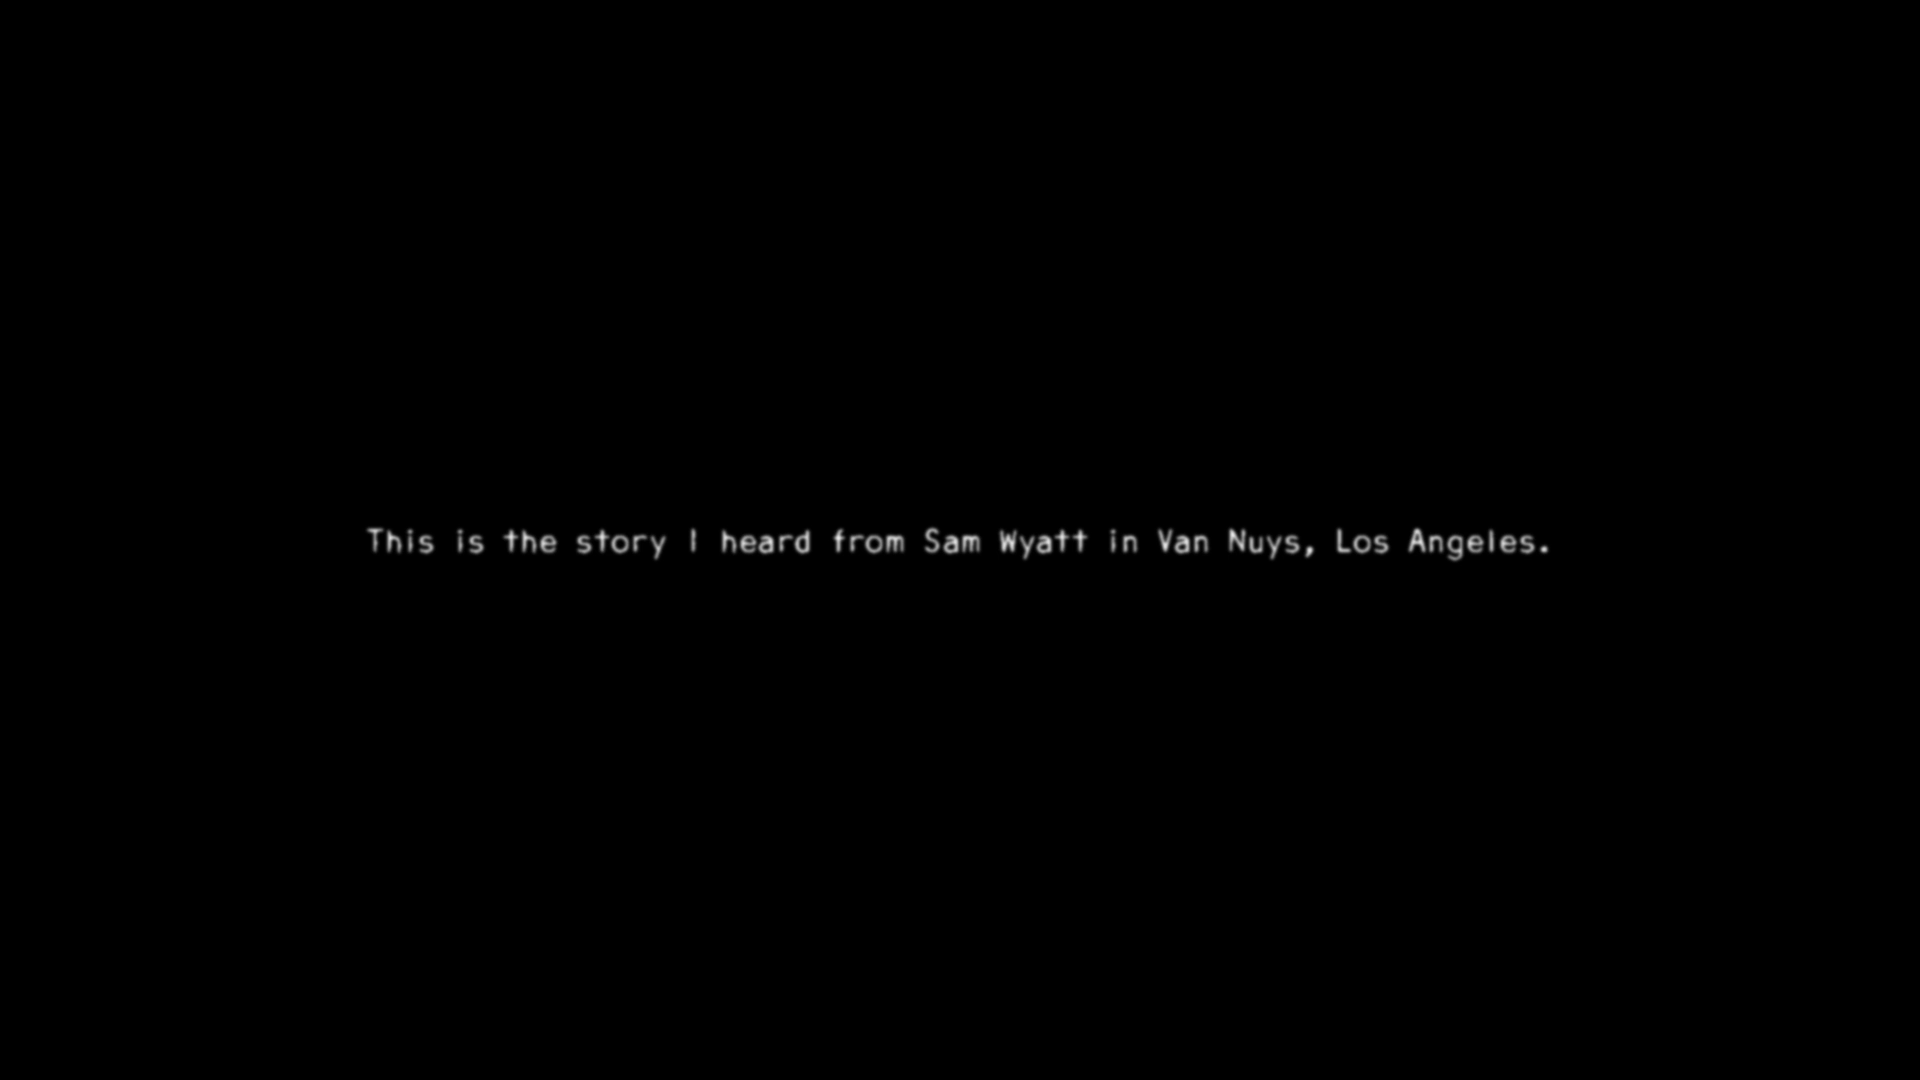 This is the story I heard from Sam Wyatt in Van Nuys, Los Angeles.